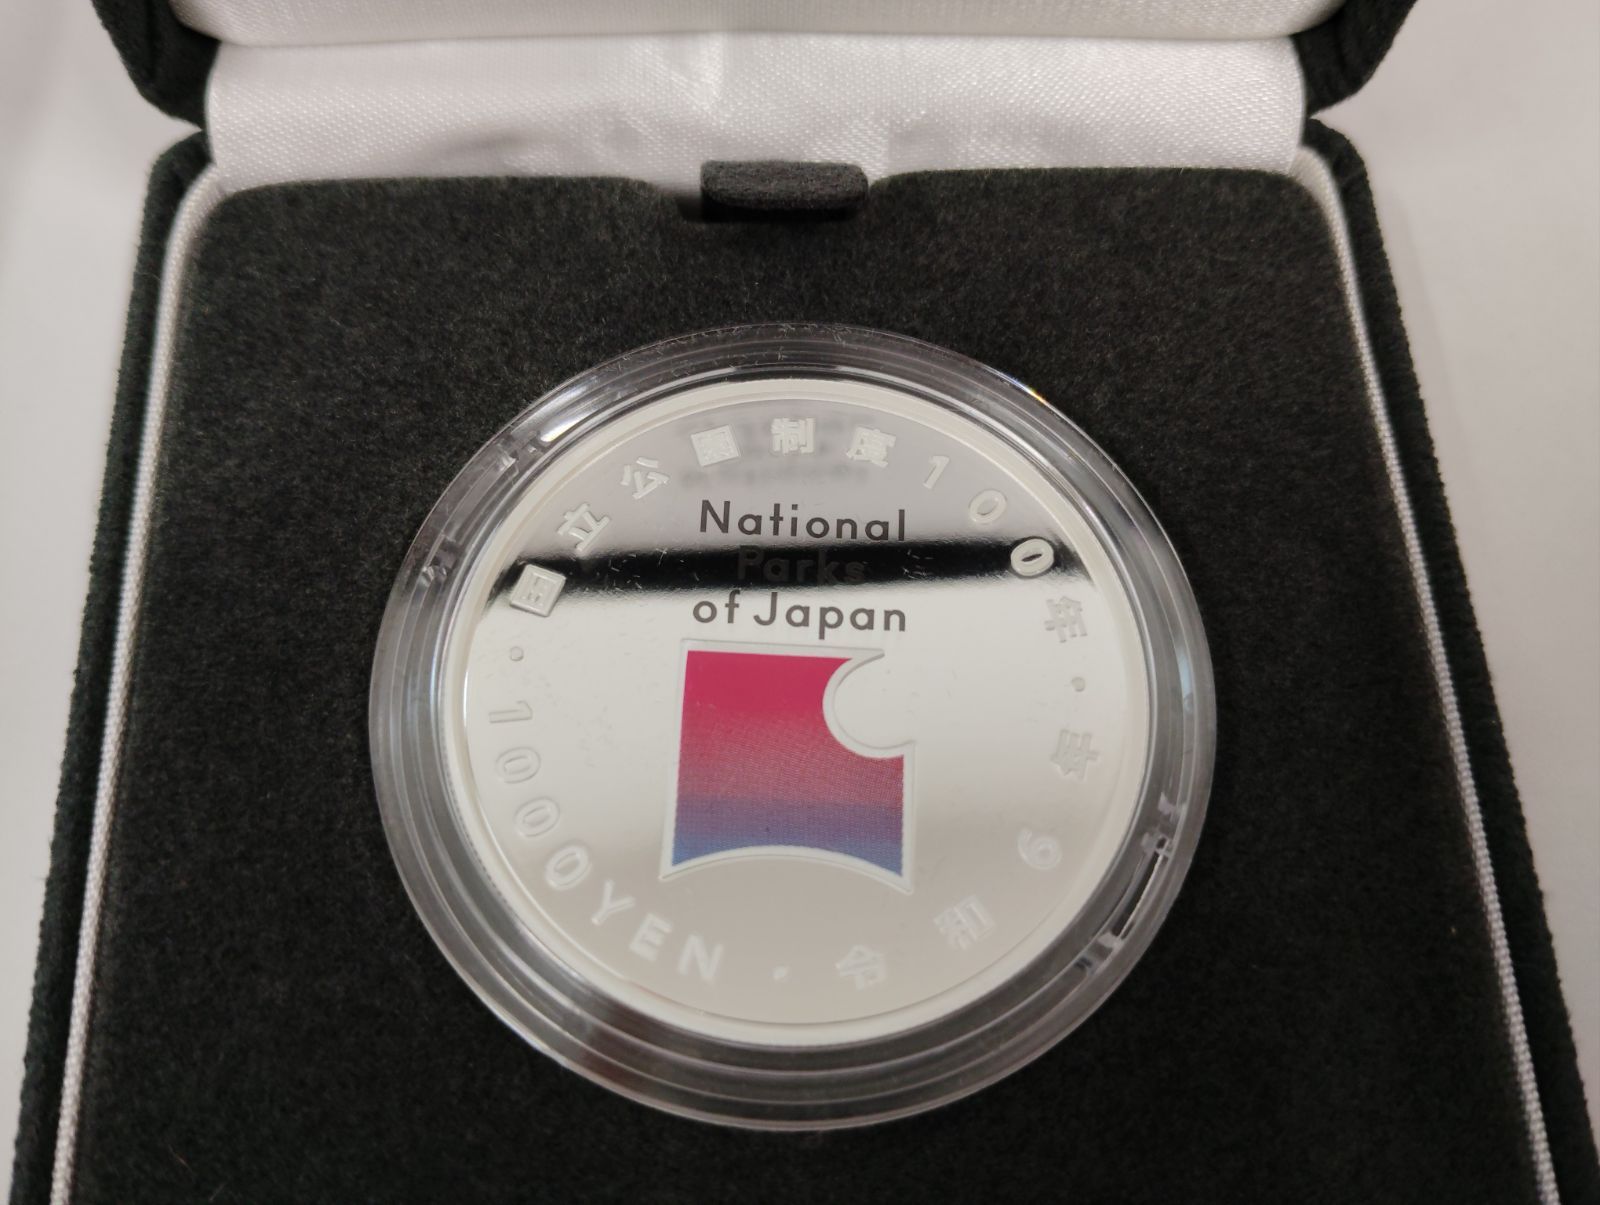 国立公園制度100年
National
Parks
of Japan
1000YEN
令和6年